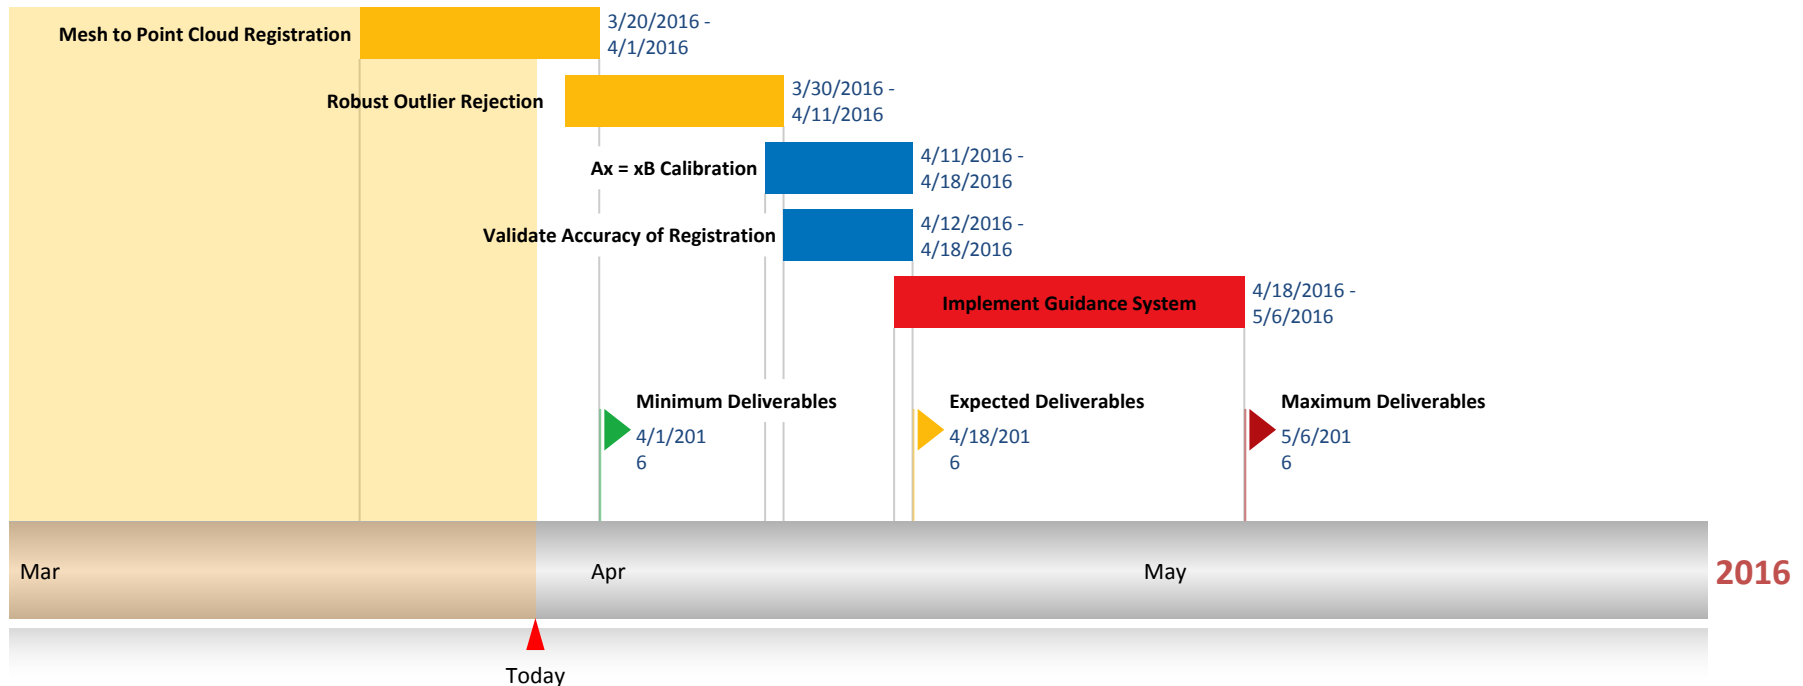 Mesh to Point Cloud Registration
3/20/2016 -
4/1/2016
Robust Outlier Rejection
3/30/2016 -
4/11/2016
Ax = xB Calibration
4/11/2016 -
4/18/2016
Validate Accuracy of Registration
4/12/2016 -
4/18/2016
Implement Guidance System
4/18/2016 -
5/6/2016
Minimum Deliverables
4/1/201
6
Expected Deliverables
4/18/201
6
Maximum Deliverables
5/6/201
6
Mar
Apr
May
2016
Today